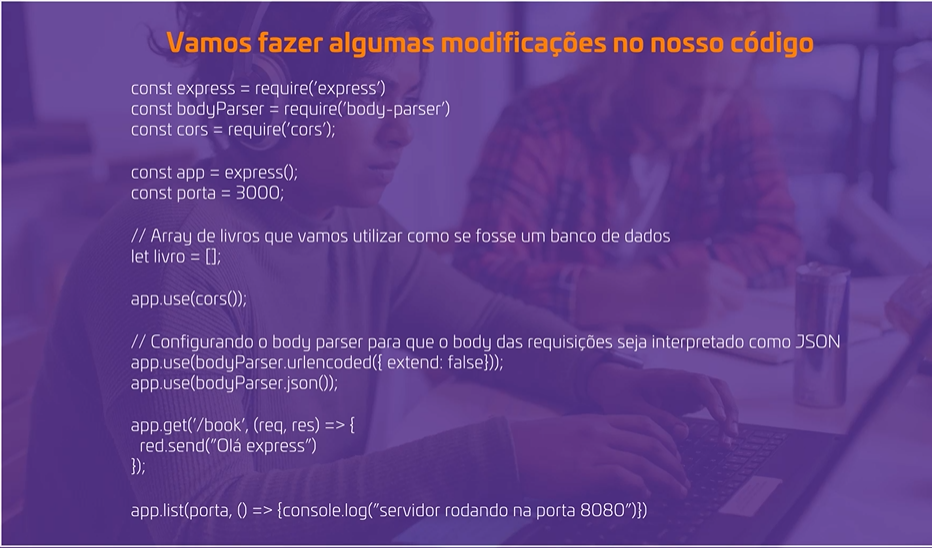 Vamos fazer algumas modificações no nosso código
const express = require('express')
const bodyParser = require('body-parser')
const cors = require('cors');
const app = express();
const porta = 3000;
// Array de livros que vamos utilizar como se fosse um banco de dados
let livro = [];
app.use(cors());
// Configurando o body parser para que o body das requisições seja interpretado como JSON
app.use(bodyParser.urlencoded({ extend: false}));
app.use(bodyParser.json());
app.get('/book', (req, res) => {
red.send("Olá express")
});
app.list(porta, () => {console.log("servidor rodando na porta 8080")})